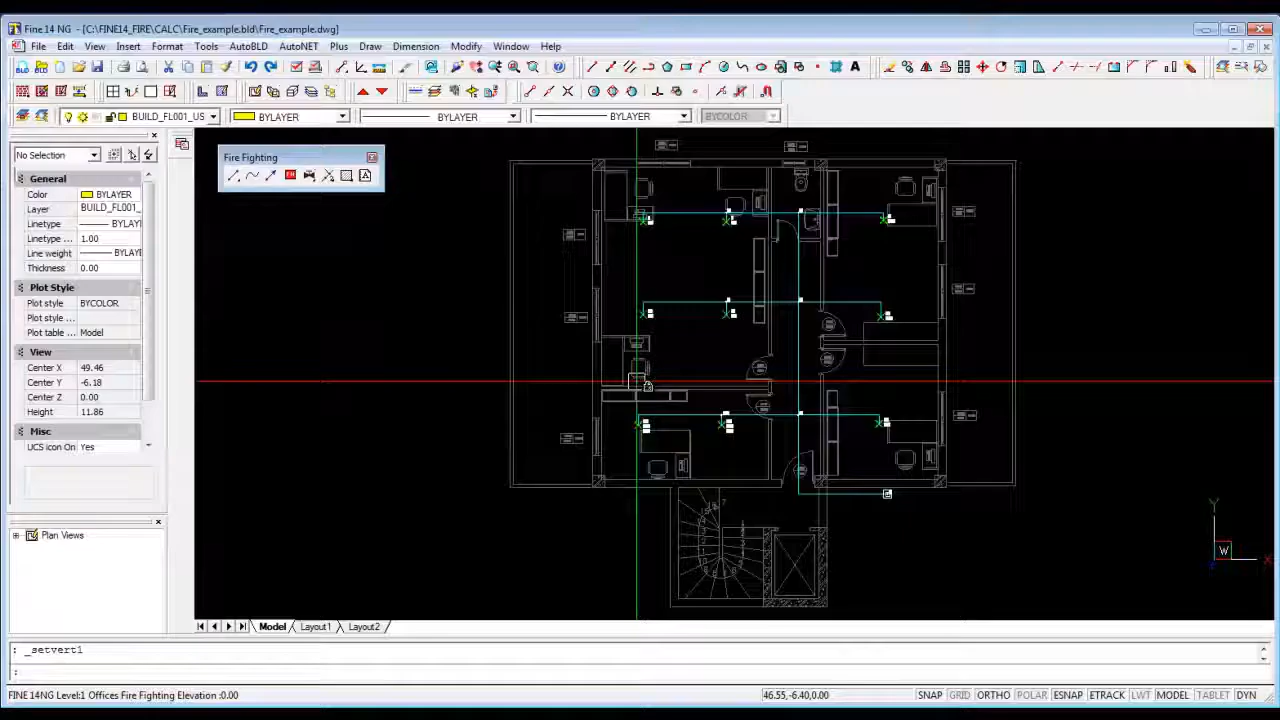 Fine 14 NG - [C:\FINE14_FIRE\CALC\Fire_example.bld\Fire_example.dwg]
File Edit View Insert Format Tools AutoBLD AutoNET Plus Draw Dimension Modify Window Help
BUILD_FL001_US BYLAYER BYLAYER BYLAYER BYCOLOR
No Selection
Fire Fighting
General
Color BYLAYER
Layer BUILD_FL001_
Linetype BYLAYI
Linetype ... 1.00
Line weight BYLAYI
Thickness 0.00
Plot Style
Plot style BYCOLOR
Plot style ...
Plot table ... Model
View
Center X 49.46
Center Y -6.18
Center Z 0.00
Height 11.86
Misc
UCS icon On Yes
Plan Views
Y
W
X
Model Layout1 Layout2
: _setvert1
:
FINE 14NG Level:1 Offices Fire Fighting Elevation :0.00
46.55,-6.40,0.00 SNAP GRID ORTHO POLAR ESNAP ETRACK LWT MODEL TABLET DYN